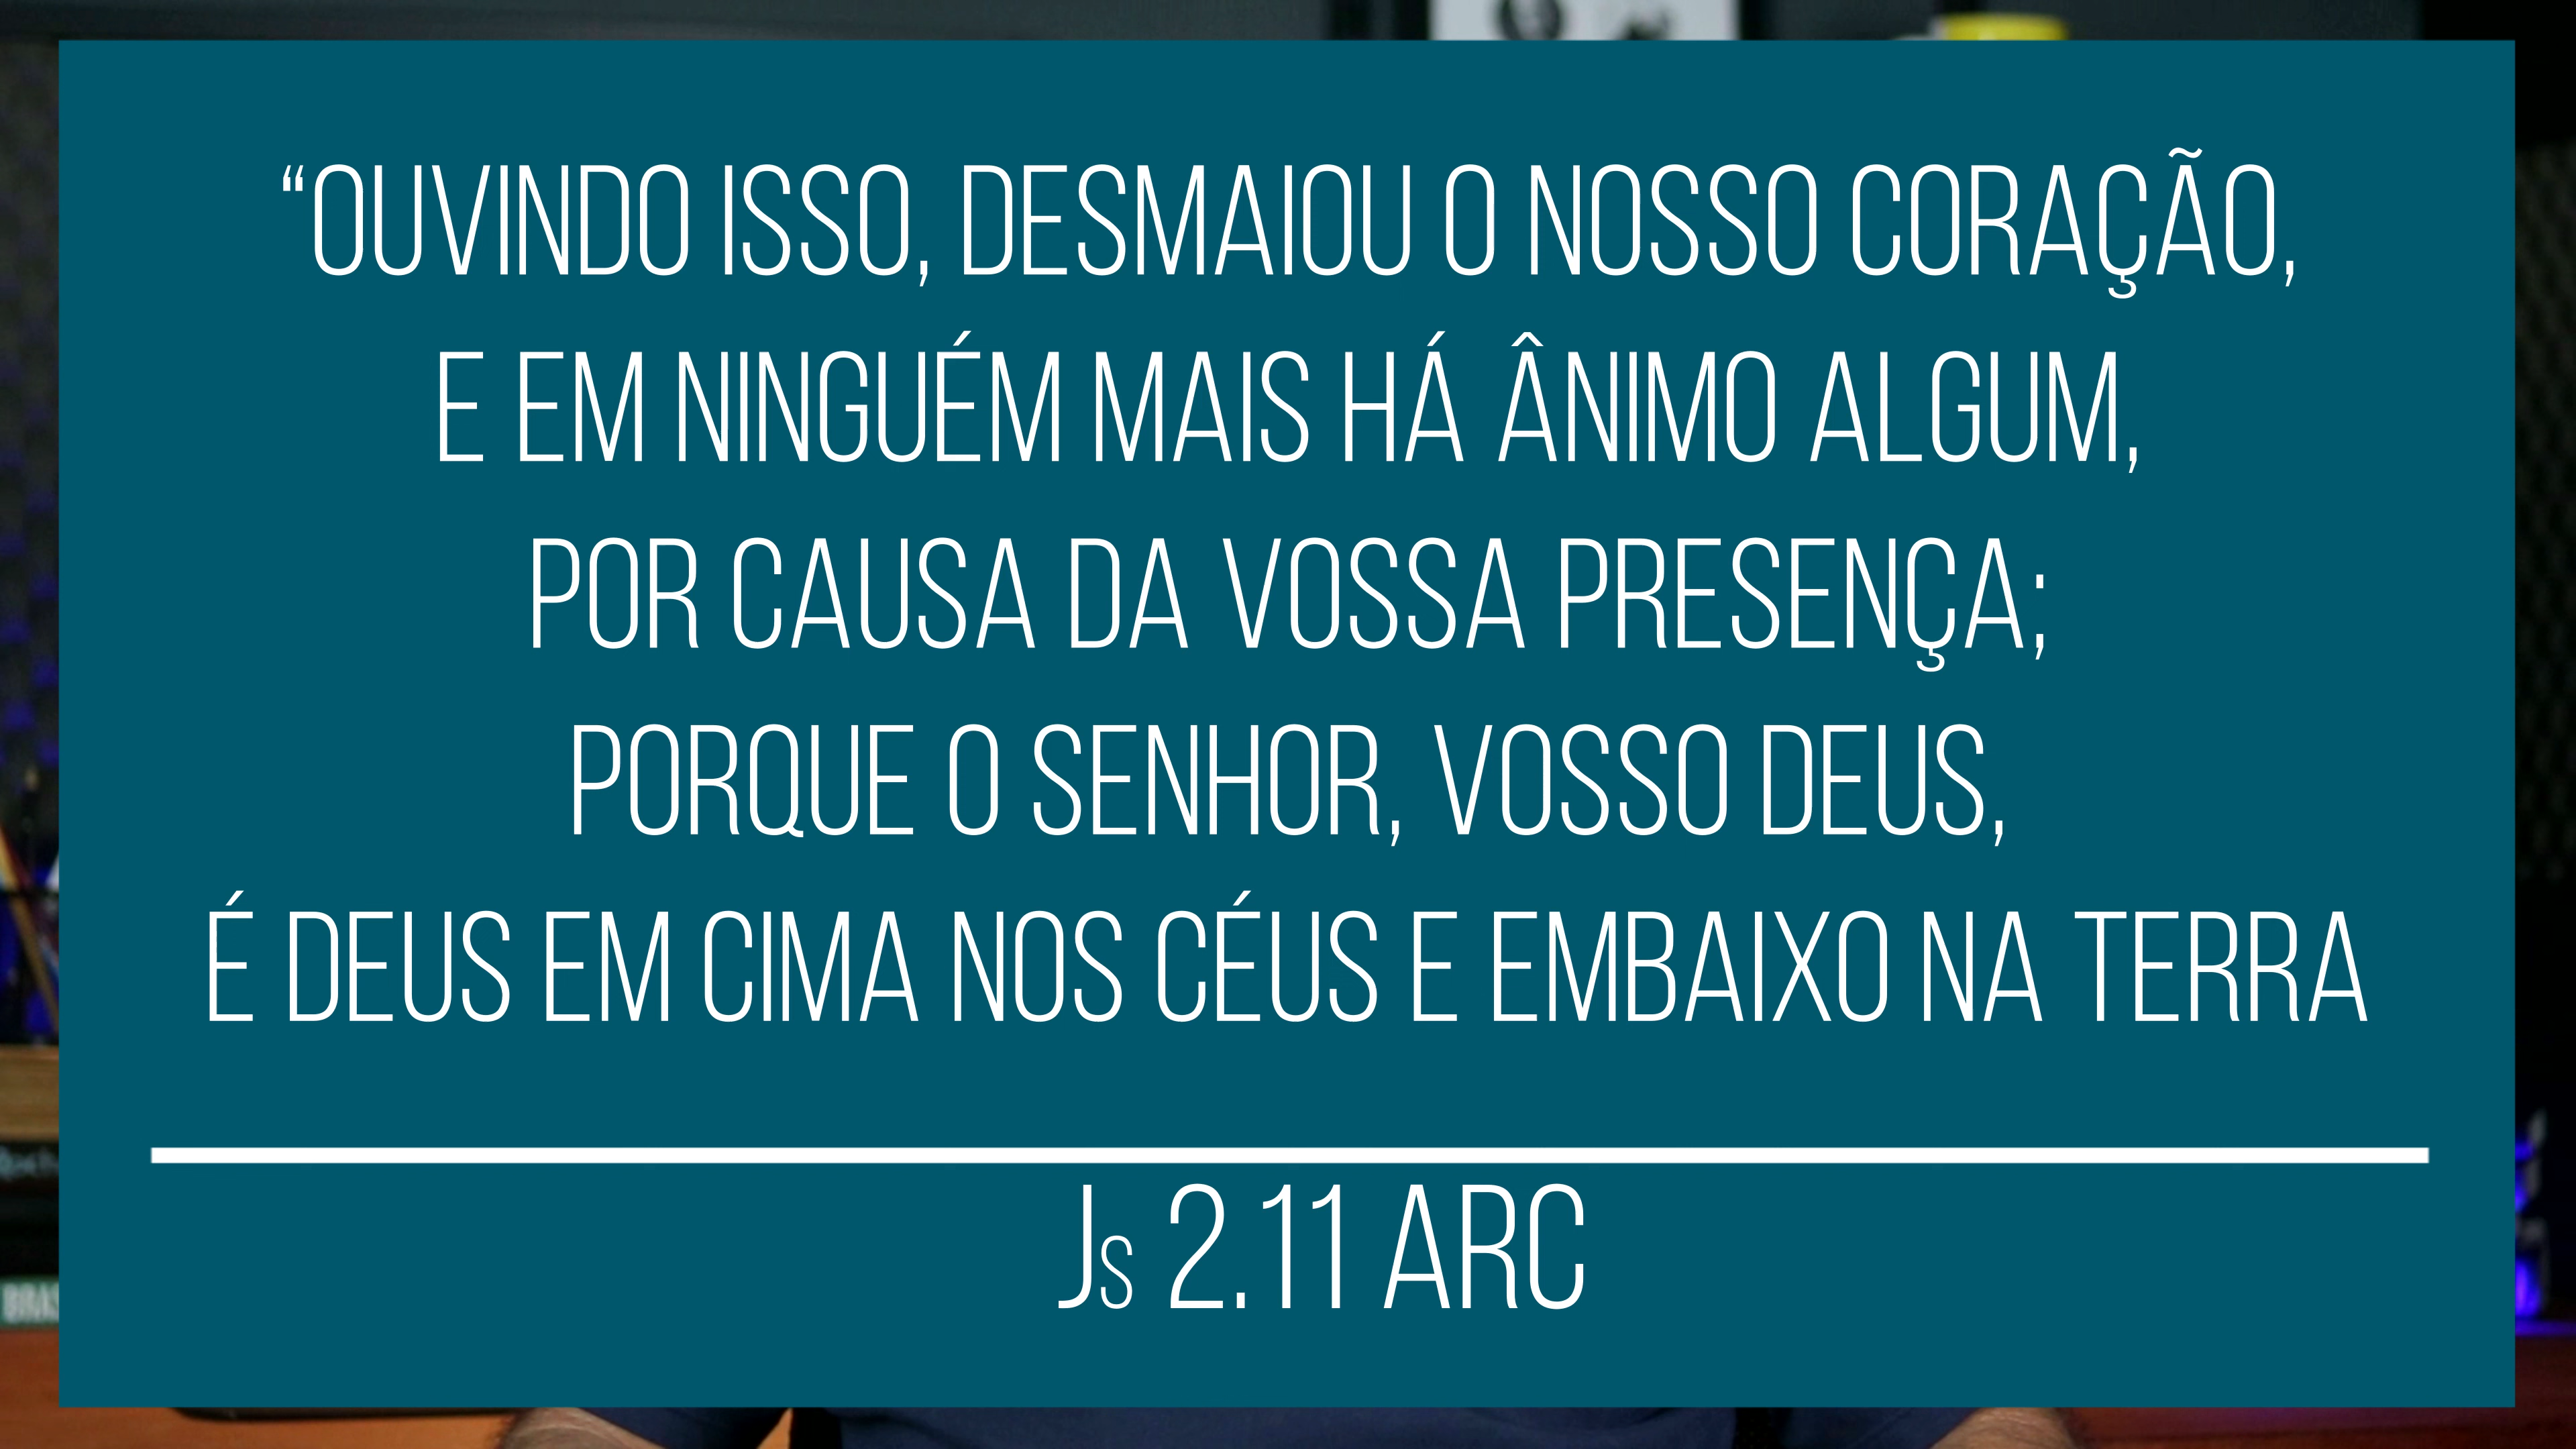 “OUVINDO ISSO, DESMAIOU O NOSSO CORAÇÃO,
E EM NINGUÉM MAIS HÁ ÂNIMO ALGUM,
POR CAUSA DA VOSSA PRESENÇA;
PORQUE O SENHOR, VOSSO DEUS,
É DEUS EM CIMA NOS CÉUS E EMBAIXO NA TERRA
Js 2.11 ARC